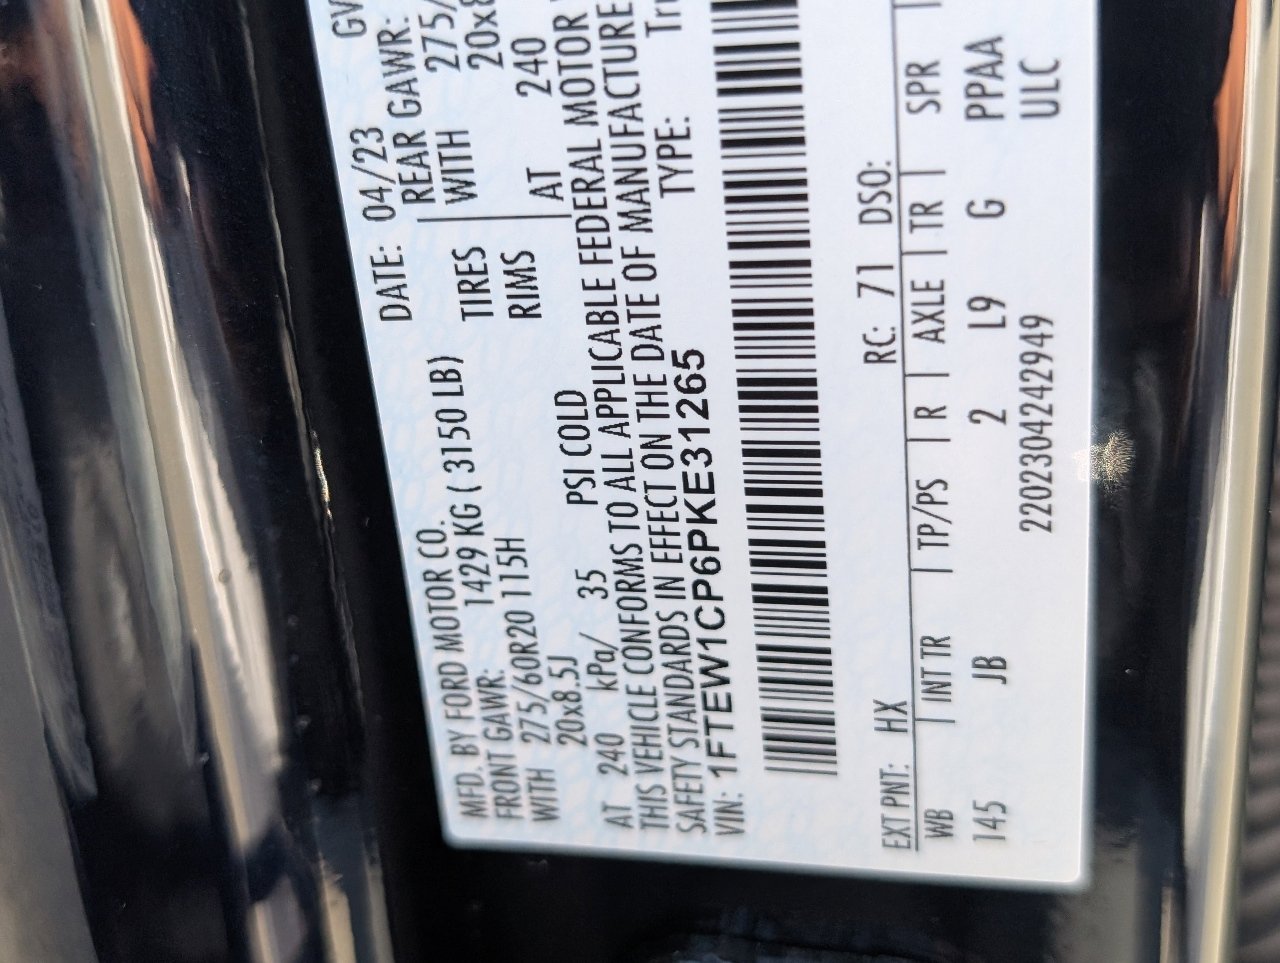 MFD. BY FORD MOTOR CO.
DATE: 04/23
FRONT GAWR: 1429 KG ( 3150 LB)
REAR GAWR:
WITH 275/60R20 115H
TIRES
WITH 275/
20x8.5J
RIMS
20x8
AT 240 kPa/ 35 PSI COLD
AT 240
THIS VEHICLE CONFORMS TO ALL APPLICABLE FEDERAL MOTOR
SAFETY STANDARDS IN EFFECT ON THE DATE OF MANUFACTURE
VIN: 1FTEW1CP6PKE31265
TYPE:
EXT PNT: HX RC: 71 DSO:
WB | INT TR | TP/PS | R | AXLE | TR | SPR
145 JB 2 L9 G PPAA
2202304242949 ULC